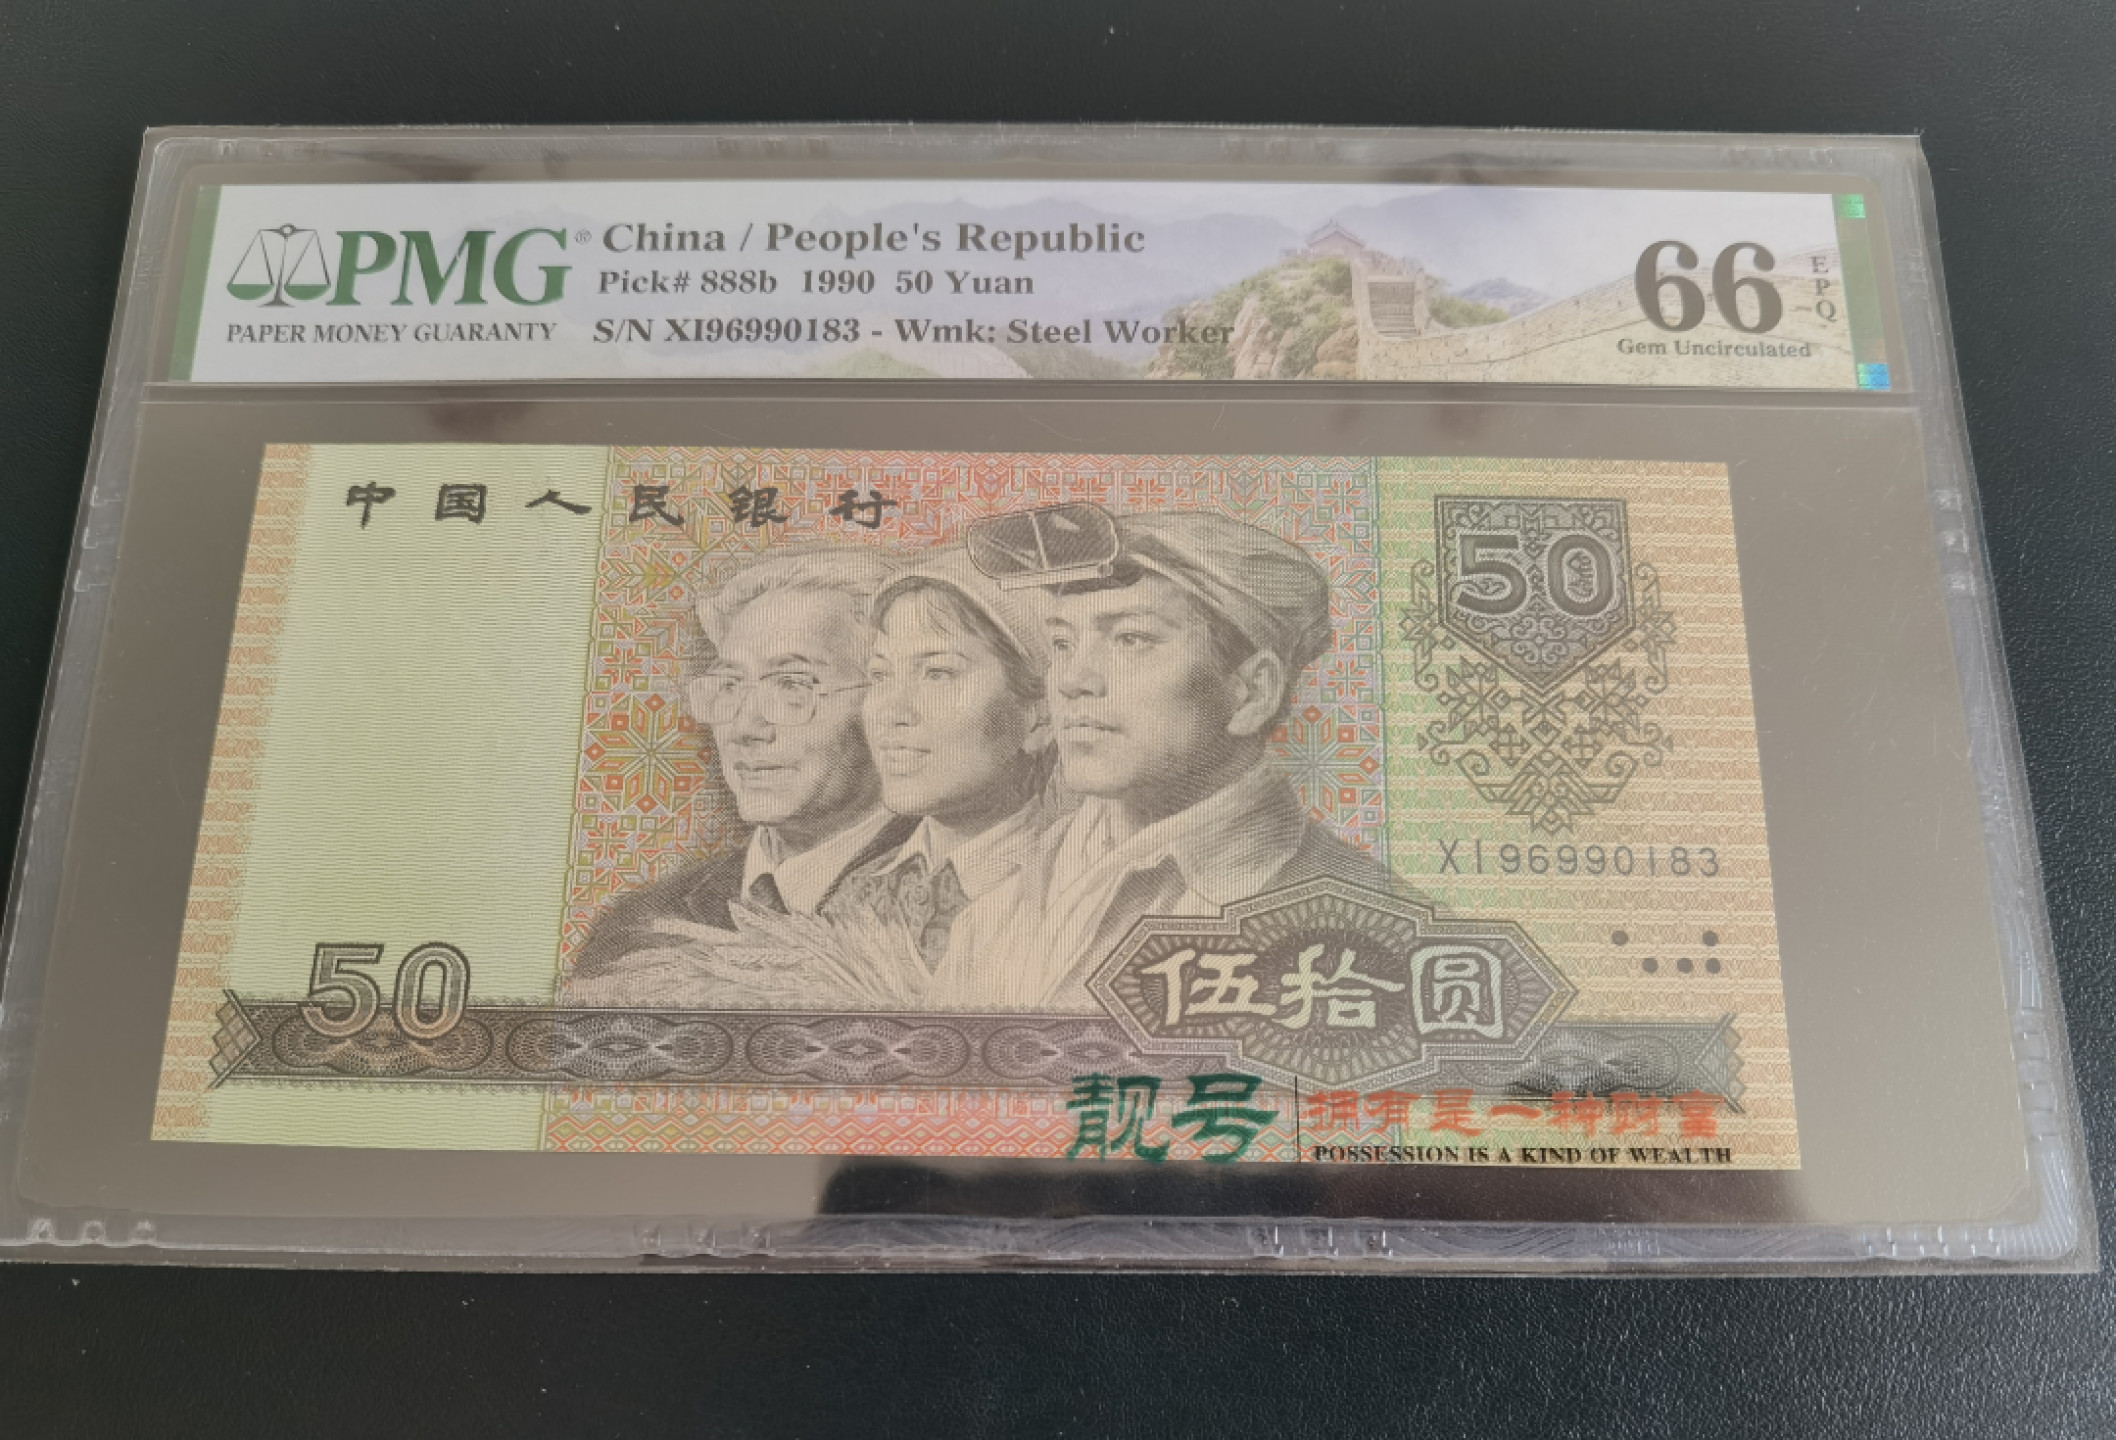 PMG® China / People's Republic
Pick# 888b 1990 50 Yuan
PAPER MONEY GUARANTY
S/N XI96990183 - Wmk: Steel Worker
66 EPQ
Gem Uncirculated
中国人民银行
50
XI96990183
50
伍拾圆
靓号
拥有是一种财富
POSSESSION IS A KIND OF WEALTH